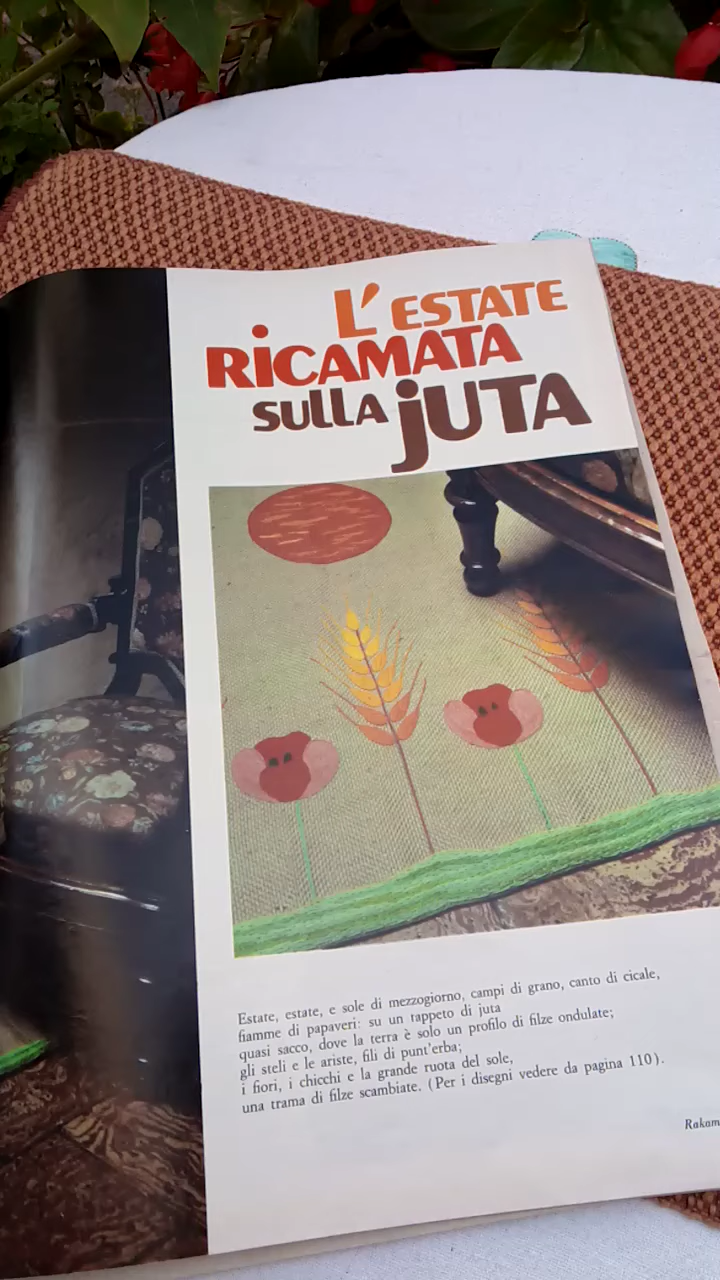 L'ESTATE
RiCAMATA
SULLA jUTA
Estate, estate, e sole di mezzogiorno, campi di grano, canto di cicale,
fiamme di papaveri: su un tappeto di juta
quasi sacco, dove la terra è solo un profilo di filze ondulate;
gli steli e le ariste, fili di punt'erba;
i fiori, i chicchi e la grande ruota del sole,
una trama di filze scambiate. (Per i disegni vedere da pagina 110).
Rakam